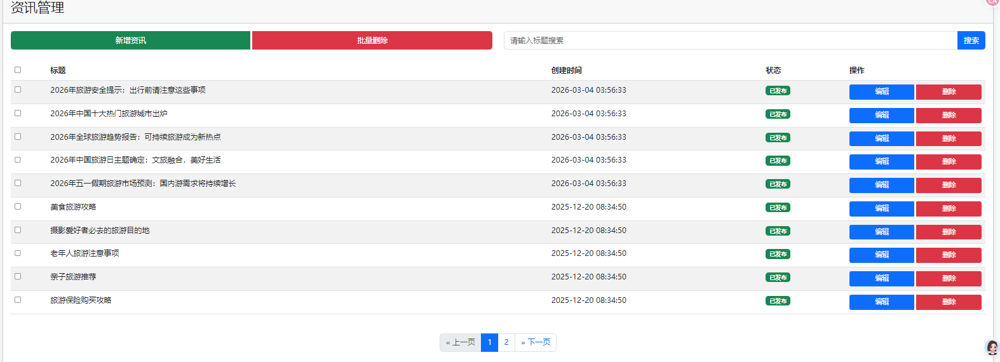 资讯管理
CA
新增资讯 批量删除 请输入标题搜索 搜索
标题 创建时间 状态 操作
2026年旅游安全提示：出行前请注意这些事项 2026-03-04 03:56:33 已发布 编辑 删除
2026年中国十大热门旅游城市出炉 2026-03-04 03:56:33 已发布 编辑 删除
2026年全球旅游趋势报告：可持续旅游成为新热点 2026-03-04 03:56:33 已发布 编辑 删除
2026年中国旅游日主题确定：文旅融合，美好生活 2026-03-04 03:56:33 已发布 编辑 删除
2026年五一假期旅游市场预测：国内游需求将持续增长 2026-03-04 03:56:33 已发布 编辑 删除
美食旅游攻略 2025-12-20 08:34:50 已发布 编辑 删除
摄影爱好者必去的旅游目的地 2025-12-20 08:34:50 已发布 编辑 删除
老年人旅游注意事项 2025-12-20 08:34:50 已发布 编辑 删除
亲子旅游推荐 2025-12-20 08:34:50 已发布 编辑 删除
旅游保险购买攻略 2025-12-20 08:34:50 已发布 编辑 删除
« 上一页 1 2 » 下一页